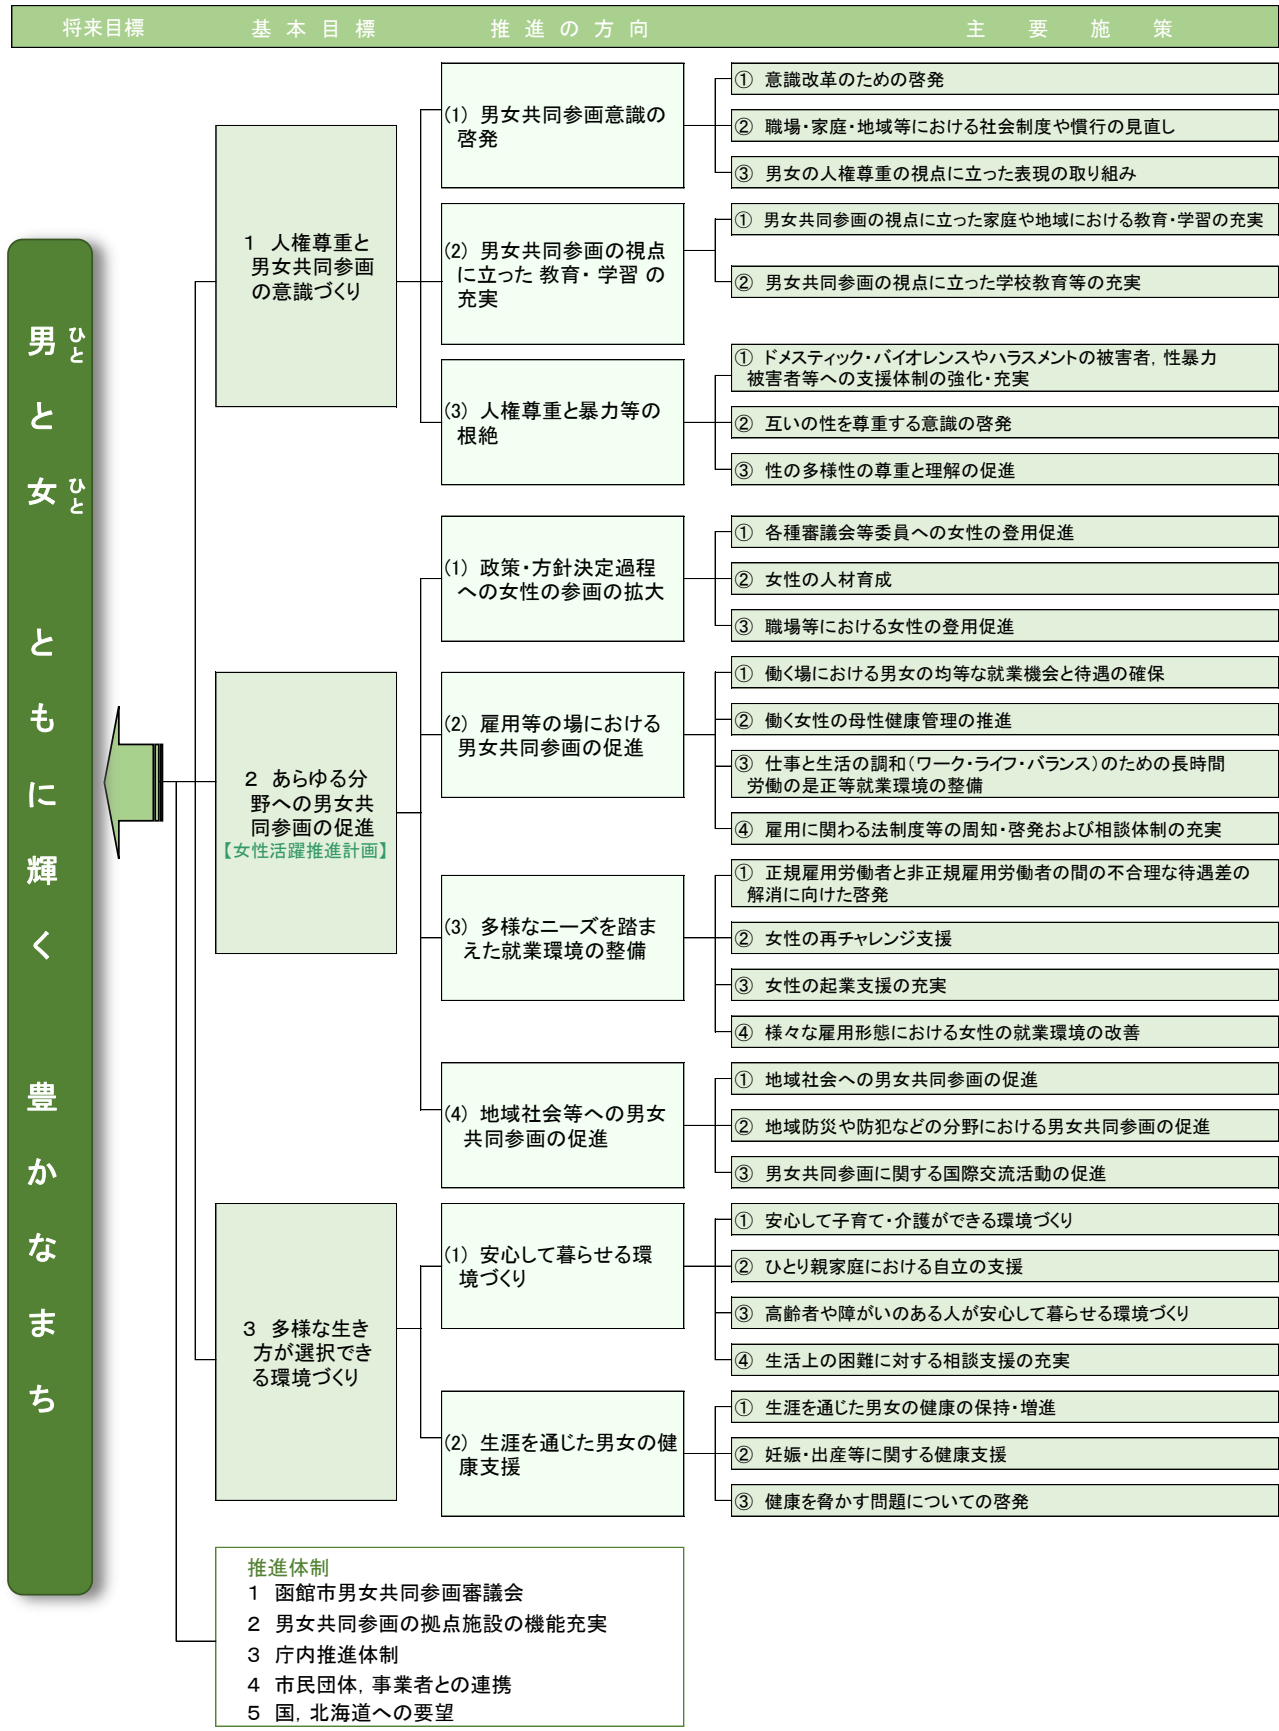 将来目標 基本目標 推進の方向 主要施策
男と女 ともに輝く 豊かなまち
ひと
ひと
1 人権尊重と
男女共同参画
の意識づくり
(1) 男女共同参画意識の
啓発
① 意識改革のための啓発
② 職場・家庭・地域等における社会制度や慣行の見直し
③ 男女の人権尊重の視点に立った表現の取り組み
(2) 男女共同参画の視点
に立った 教育・ 学習 の
充実
① 男女共同参画の視点に立った家庭や地域における教育・学習の充実
② 男女共同参画の視点に立った学校教育等の充実
(3) 人権尊重と暴力等の
根絶
① ドメスティック・バイオレンスやハラスメントの被害者，性暴力
被害者等への支援体制の強化・充実
② 互いの性を尊重する意識の啓発
③ 性の多様性の尊重と理解の促進
2 あらゆる分
野への男女共
同参画の促進
【女性活躍推進計画】
(1) 政策・方針決定過程
への女性の参画の拡大
① 各種審議会等委員への女性の登用促進
② 女性の人材育成
③ 職場等における女性の登用促進
(2) 雇用等の場における
男女共同参画の促進
① 働く場における男女の均等な就業機会と待遇の確保
② 働く女性の母性健康管理の推進
③ 仕事と生活の調和（ワーク・ライフ・バランス）のための長時間
労働の是正等就業環境の整備
④ 雇用に関わる法制度等の周知・啓発および相談体制の充実
(3) 多様なニーズを踏ま
えた就業環境の整備
① 正規雇用労働者と非正規雇用労働者の間の不合理な待遇差の
解消に向けた啓発
② 女性の再チャレンジ支援
③ 女性の起業支援の充実
④ 様々な雇用形態における女性の就業環境の改善
(4) 地域社会等への男女
共同参画の促進
① 地域社会への男女共同参画の促進
② 地域防災や防犯などの分野における男女共同参画の促進
③ 男女共同参画に関する国際交流活動の促進
3 多様な生き
方が選択でき
る環境づくり
(1) 安心して暮らせる環
境づくり
① 安心して子育て・介護ができる環境づくり
② ひとり親家庭における自立の支援
③ 高齢者や障がいのある人が安心して暮らせる環境づくり
④ 生活上の困難に対する相談支援の充実
(2) 生涯を通じた男女の健
康支援
① 生涯を通じた男女の健康の保持・増進
② 妊娠・出産等に関する健康支援
③ 健康を脅かす問題についての啓発
推進体制
1 函館市男女共同参画審議会
2 男女共同参画の拠点施設の機能充実
3 庁内推進体制
4 市民団体，事業者との連携
5 国，北海道への要望